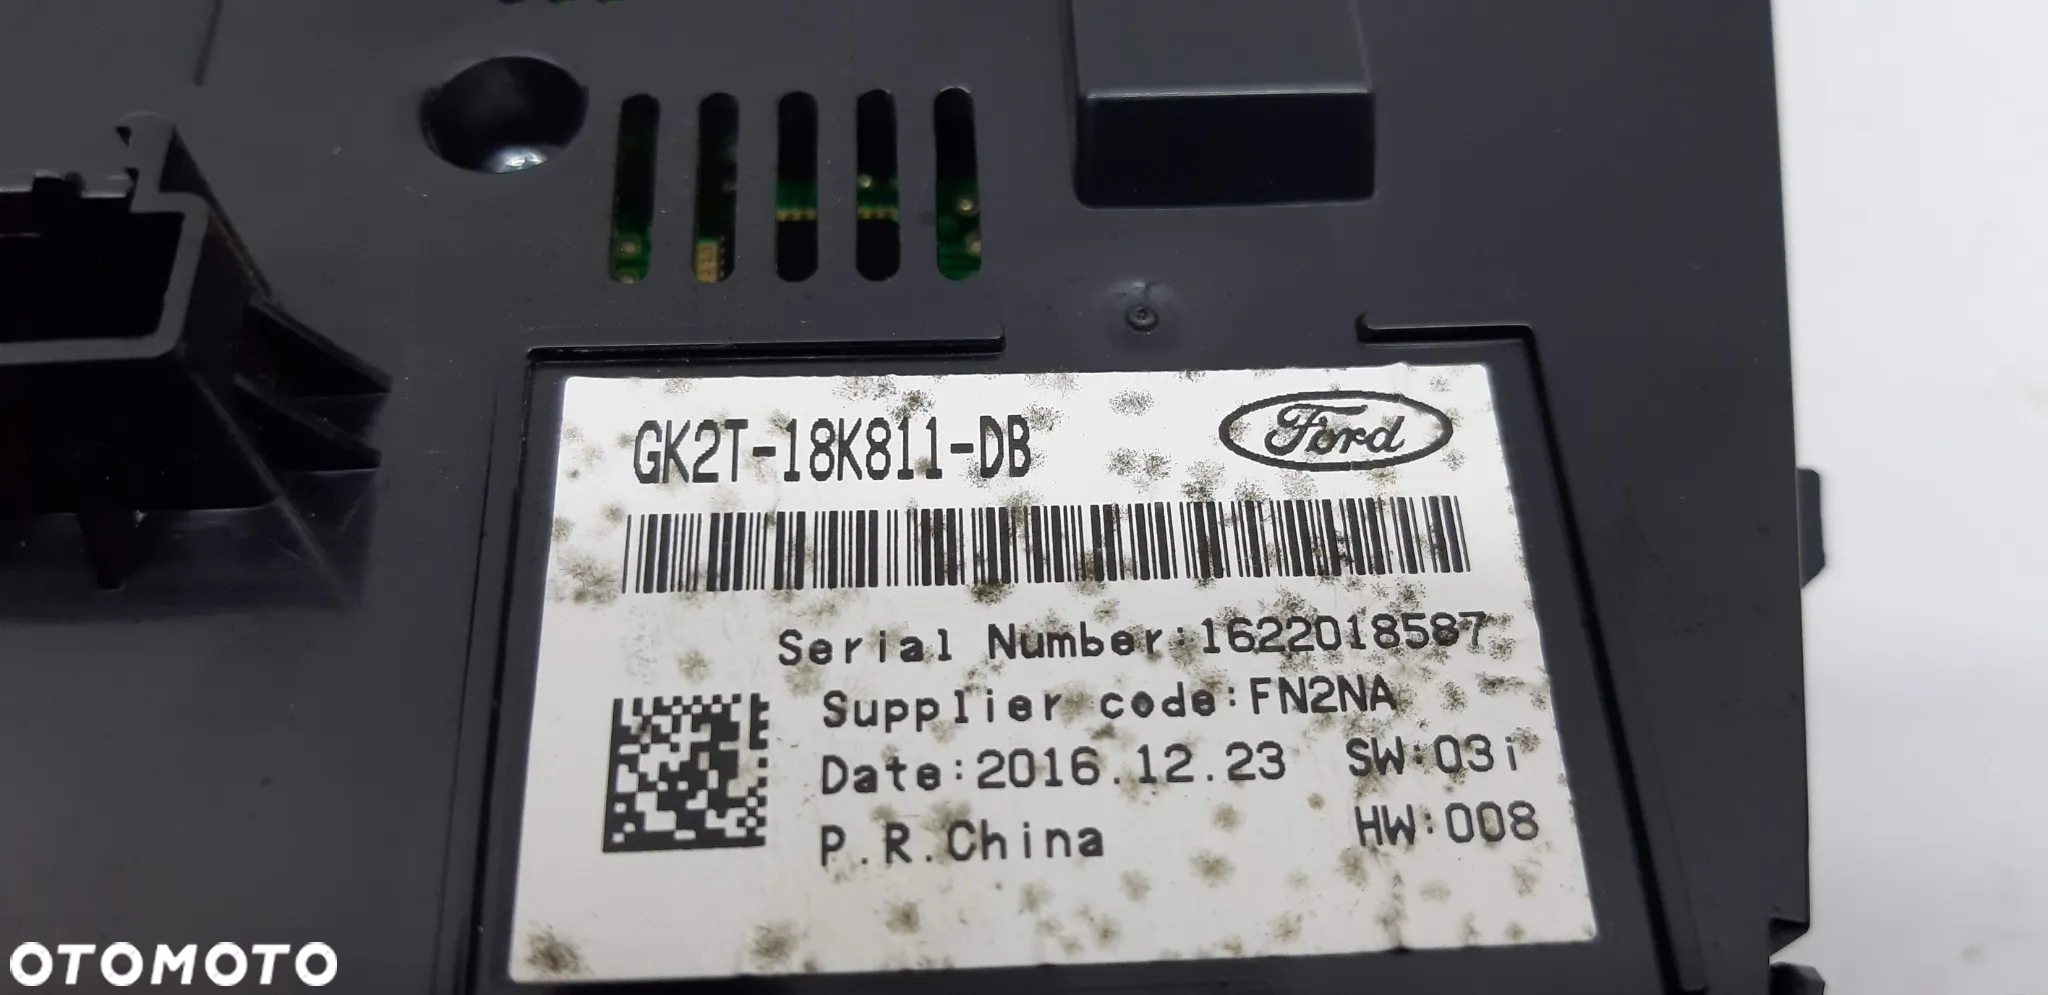 GK2T-18K811-DB
Ford
Serial Number:1622018587
Supplier code:FN2NA
Date:2016.12.23 SW:03i
P.R.China HW:008
OTOMOTO